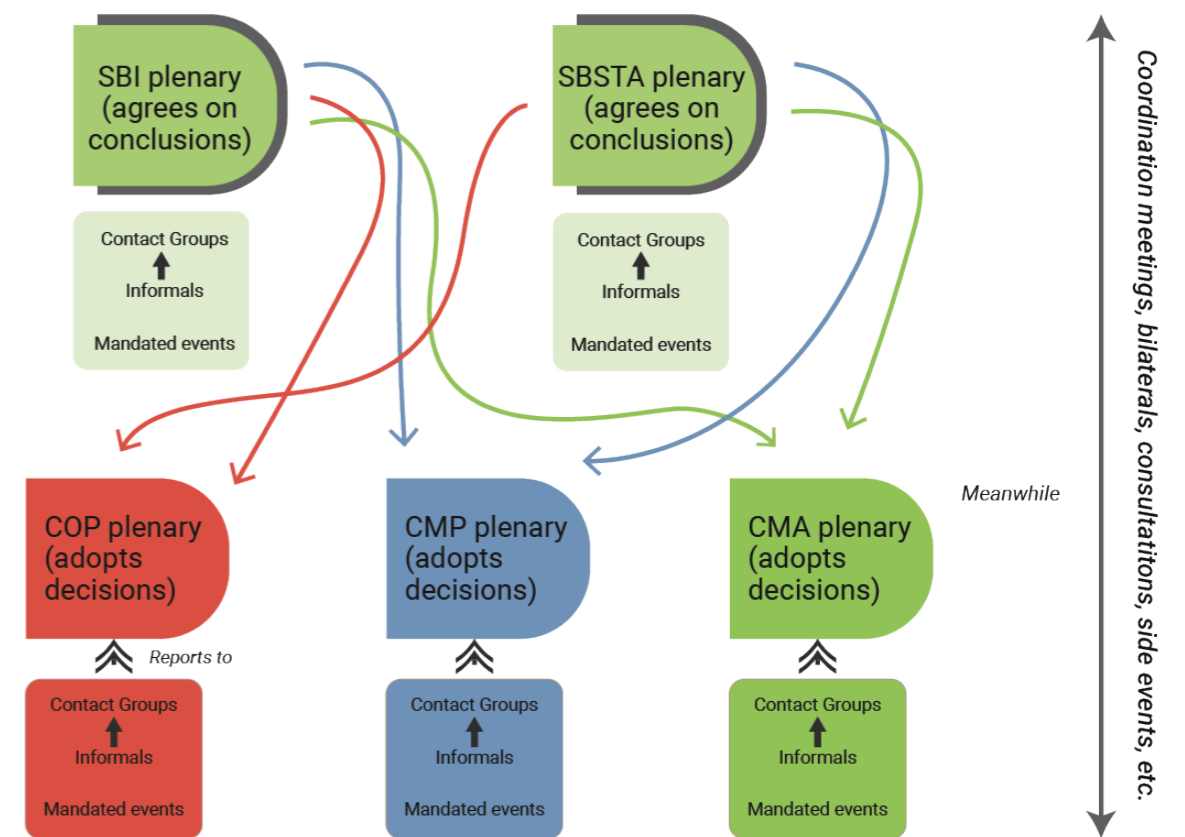 SBI plenary
(agrees on
conclusions)
SBSTA plenary
(agrees on
conclusions)
Contact Groups
Informals
Mandated events
Contact Groups
Informals
Mandated events
COP plenary
(adopts
decisions)
CMP plenary
(adopts
decisions)
CMA plenary
(adopts
decisions)
Meanwhile
Reports to
Contact Groups
Informals
Mandated events
Contact Groups
Informals
Mandated events
Contact Groups
Informals
Mandated events
Coordination meetings, bilaterals, consultatitons, side events, etc.